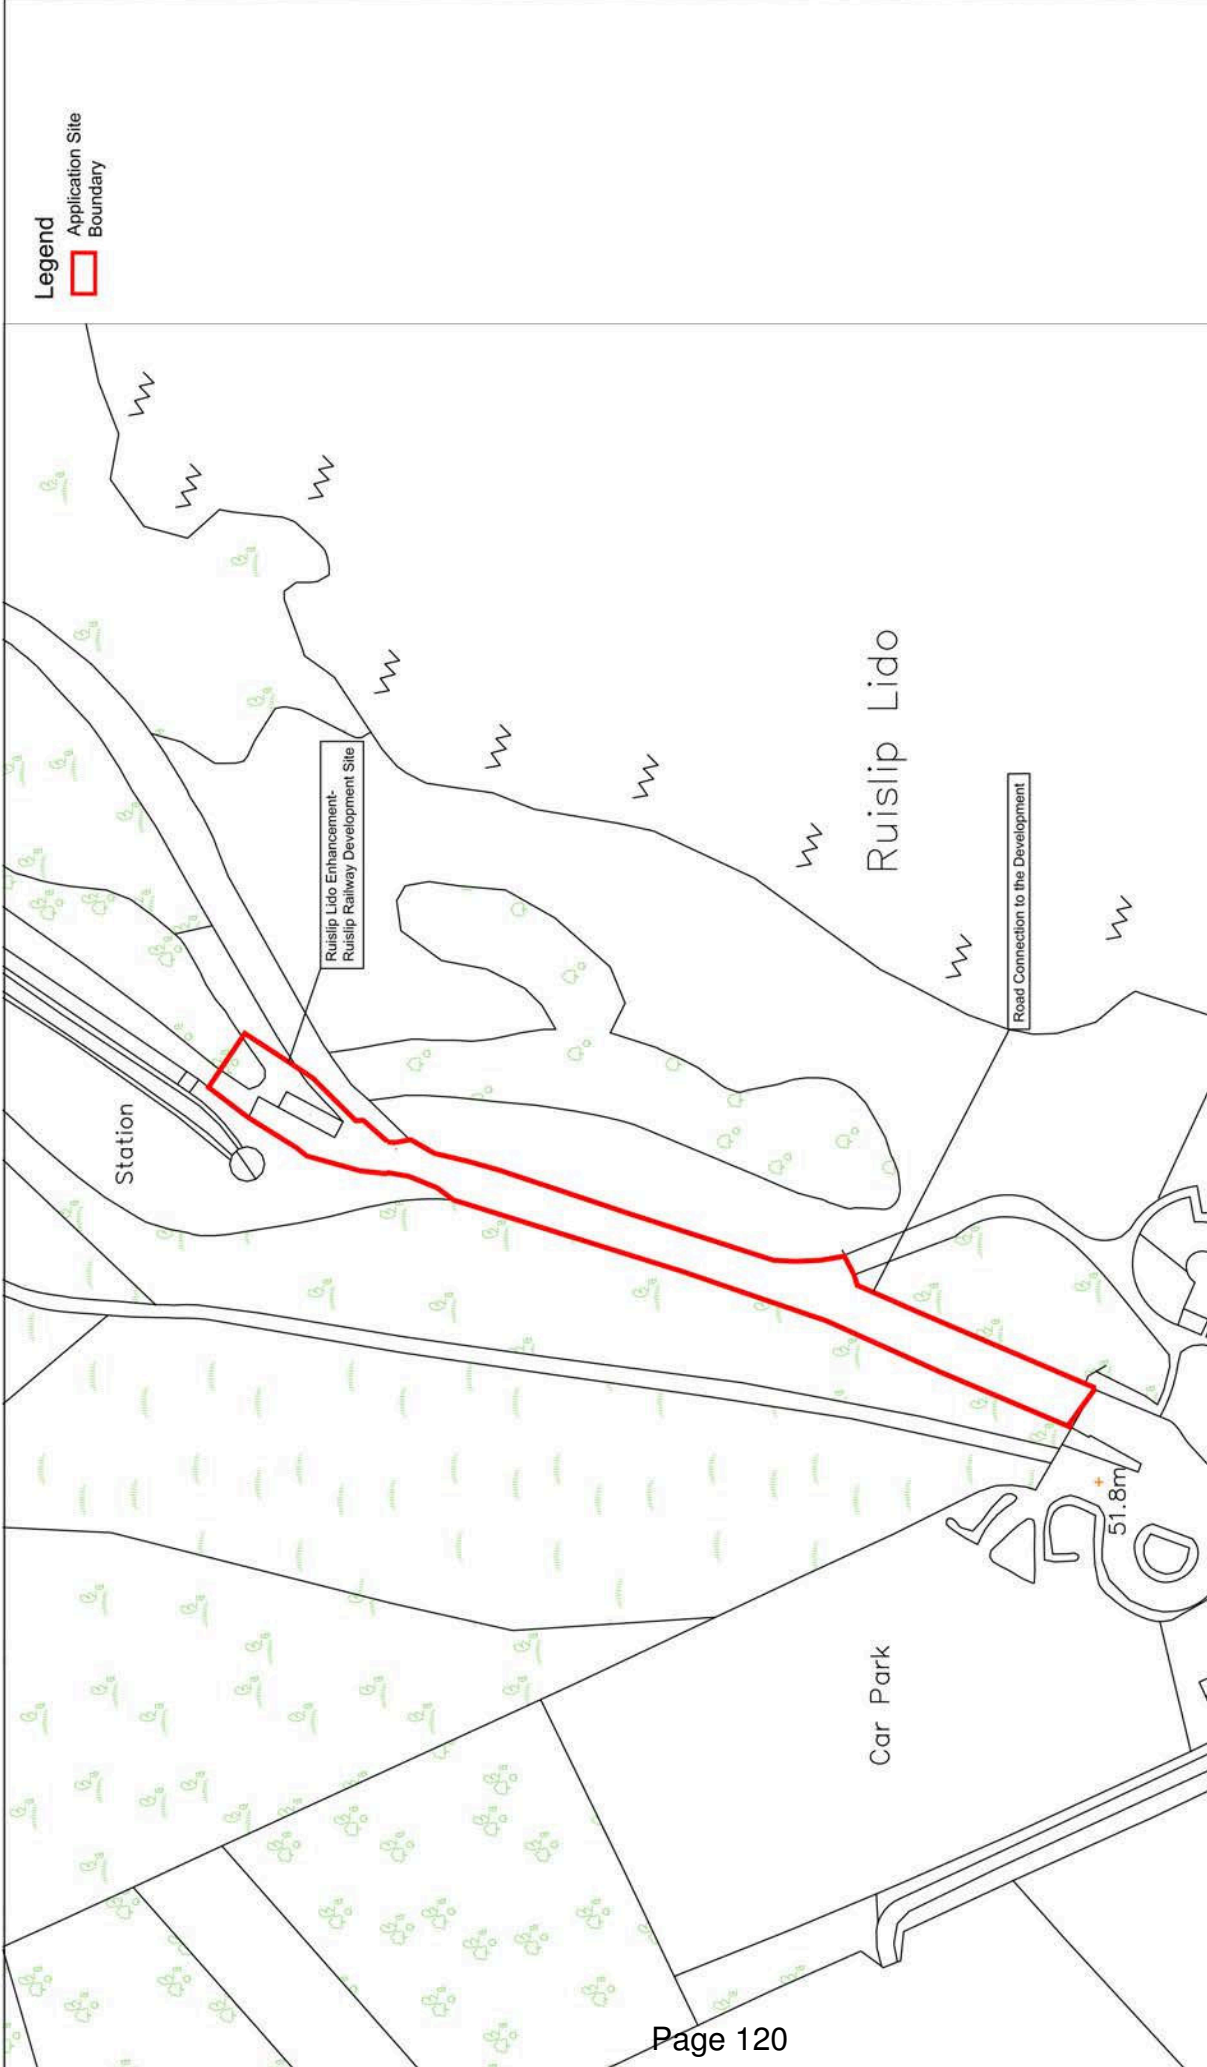 Legend
Application Site
Boundary
Station
Ruislip Lido Enhancement-
Ruislip Railway Development Site
Ruislip Lido
Road Connection to the Development
51.8m
Car Park
Page 120